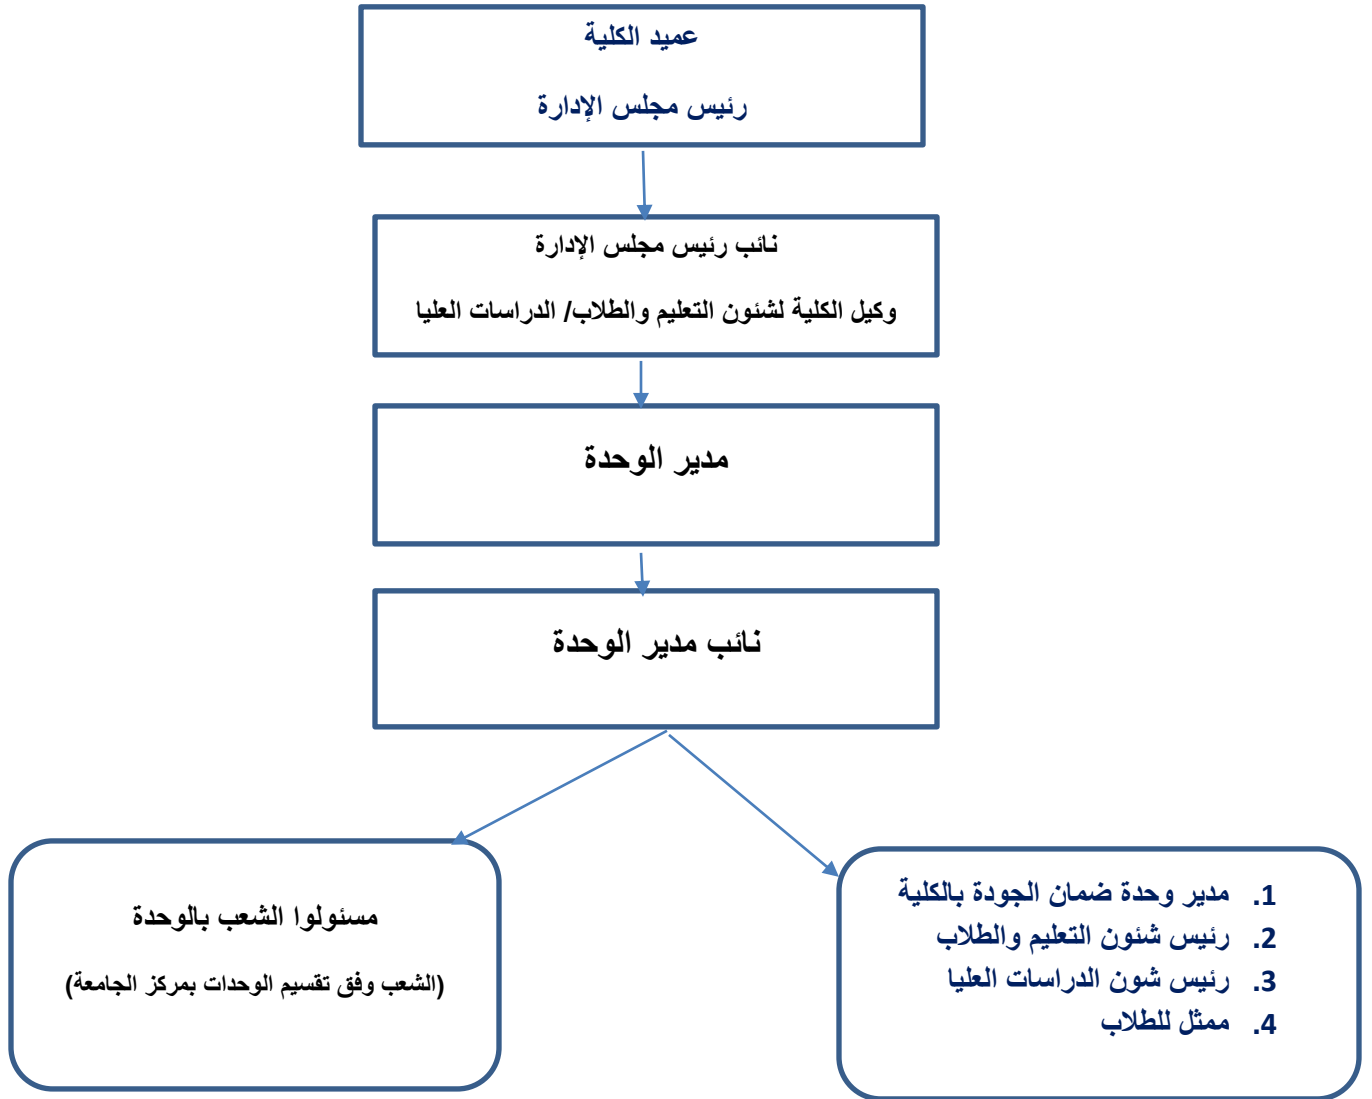 عميد الكلية
رئيس مجلس الإدارة
نائب رئيس مجلس الإدارة
وكيل الكلية لشئون التعليم والطلاب/ الدراسات العليا
مدير الوحدة
نائب مدير الوحدة
1. مدير وحدة ضمان الجودة بالكلية
2. رئيس شئون التعليم والطلاب
3. رئيس شون الدراسات العليا
4. ممثل للطلاب
مسئولوا الشعب بالوحدة
(الشعب وفق تقسيم الوحدات بمركز الجامعة)